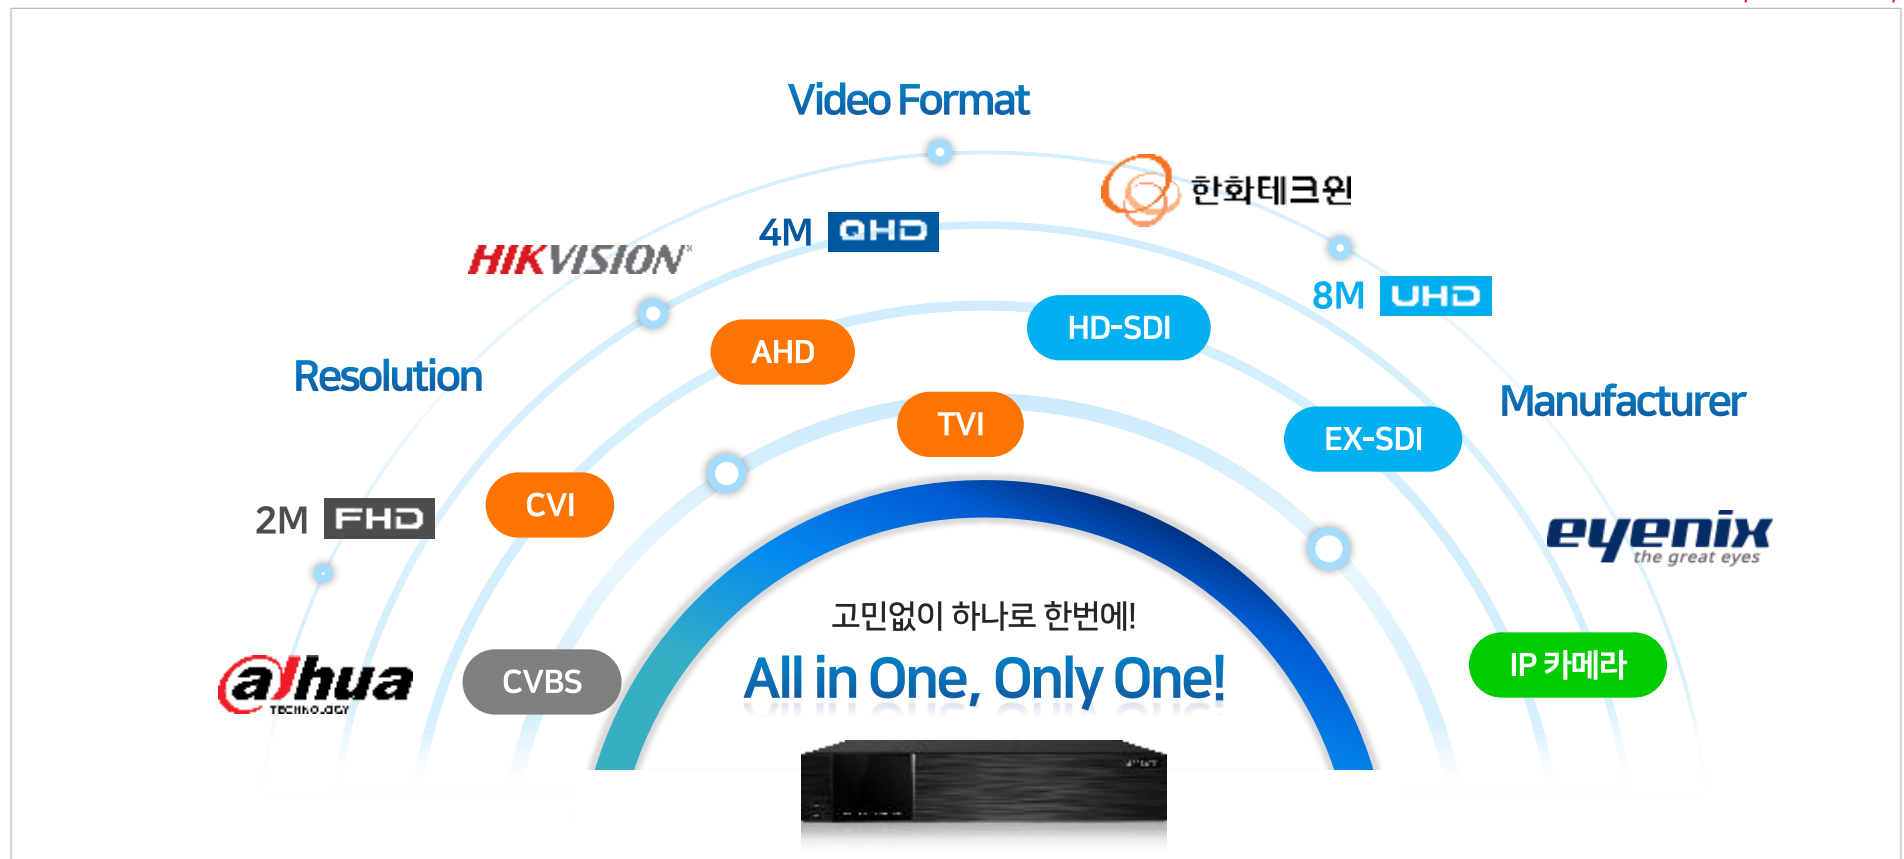 Video Format
한화테크윈
4M QHD
HIKVISION
8M UHD
HD-SDI
AHD
Resolution
Manufacturer
TVI
EX-SDI
CVI
2M FHD
eyenix
the great eyes
고민없이 하나로 한번에!
IP 카메라
alhua
TECHNOLOGY
CVBS
All in One, Only One!